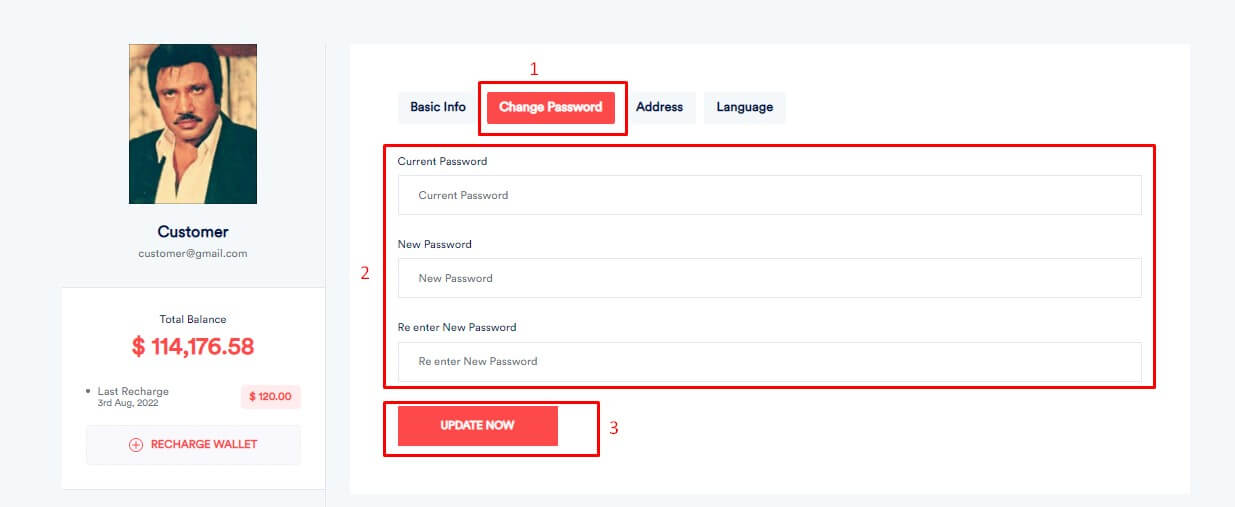 1
Basic Info
Change Password
Address
Language
Customer
customer@gmail.com
Total Balance
$ 114,176.58
Last Recharge
3rd Aug, 2022
$ 120.00
RECHARGE WALLET
2
Current Password
Current Password
New Password
New Password
Re enter New Password
Re enter New Password
UPDATE NOW
3